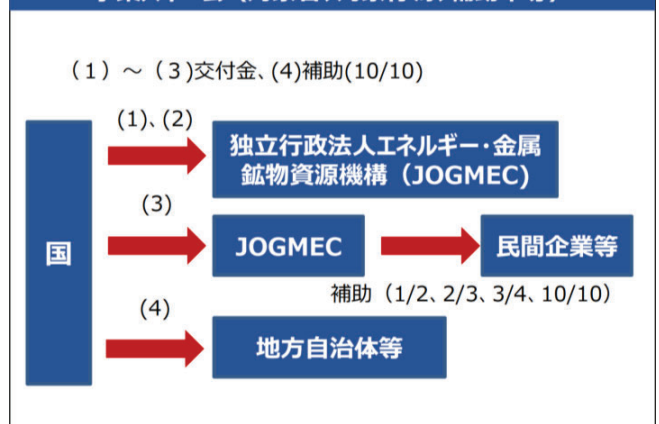 (1)～(3)交付金、(4)補助(10/10)
(1)、(2)
独立行政法人エネルギー・金属
鉱物資源機構（JOGMEC）
(3)
国
JOGMEC
民間企業等
補助（1/2、2/3、3/4、10/10）
(4)
地方自治体等